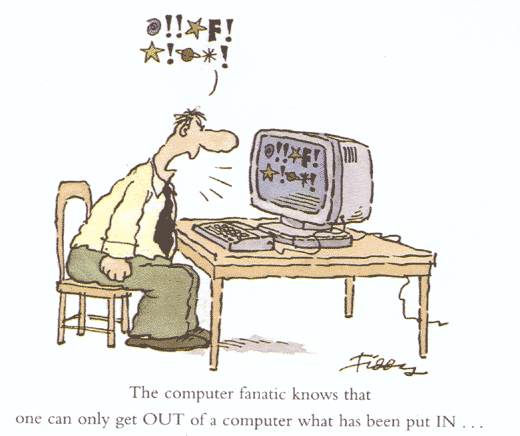 @!!★F!
★!🪐*!
@!!★F!
★!🪐*!
The computer fanatic knows that
one can only get OUT of a computer what has been put IN . . .